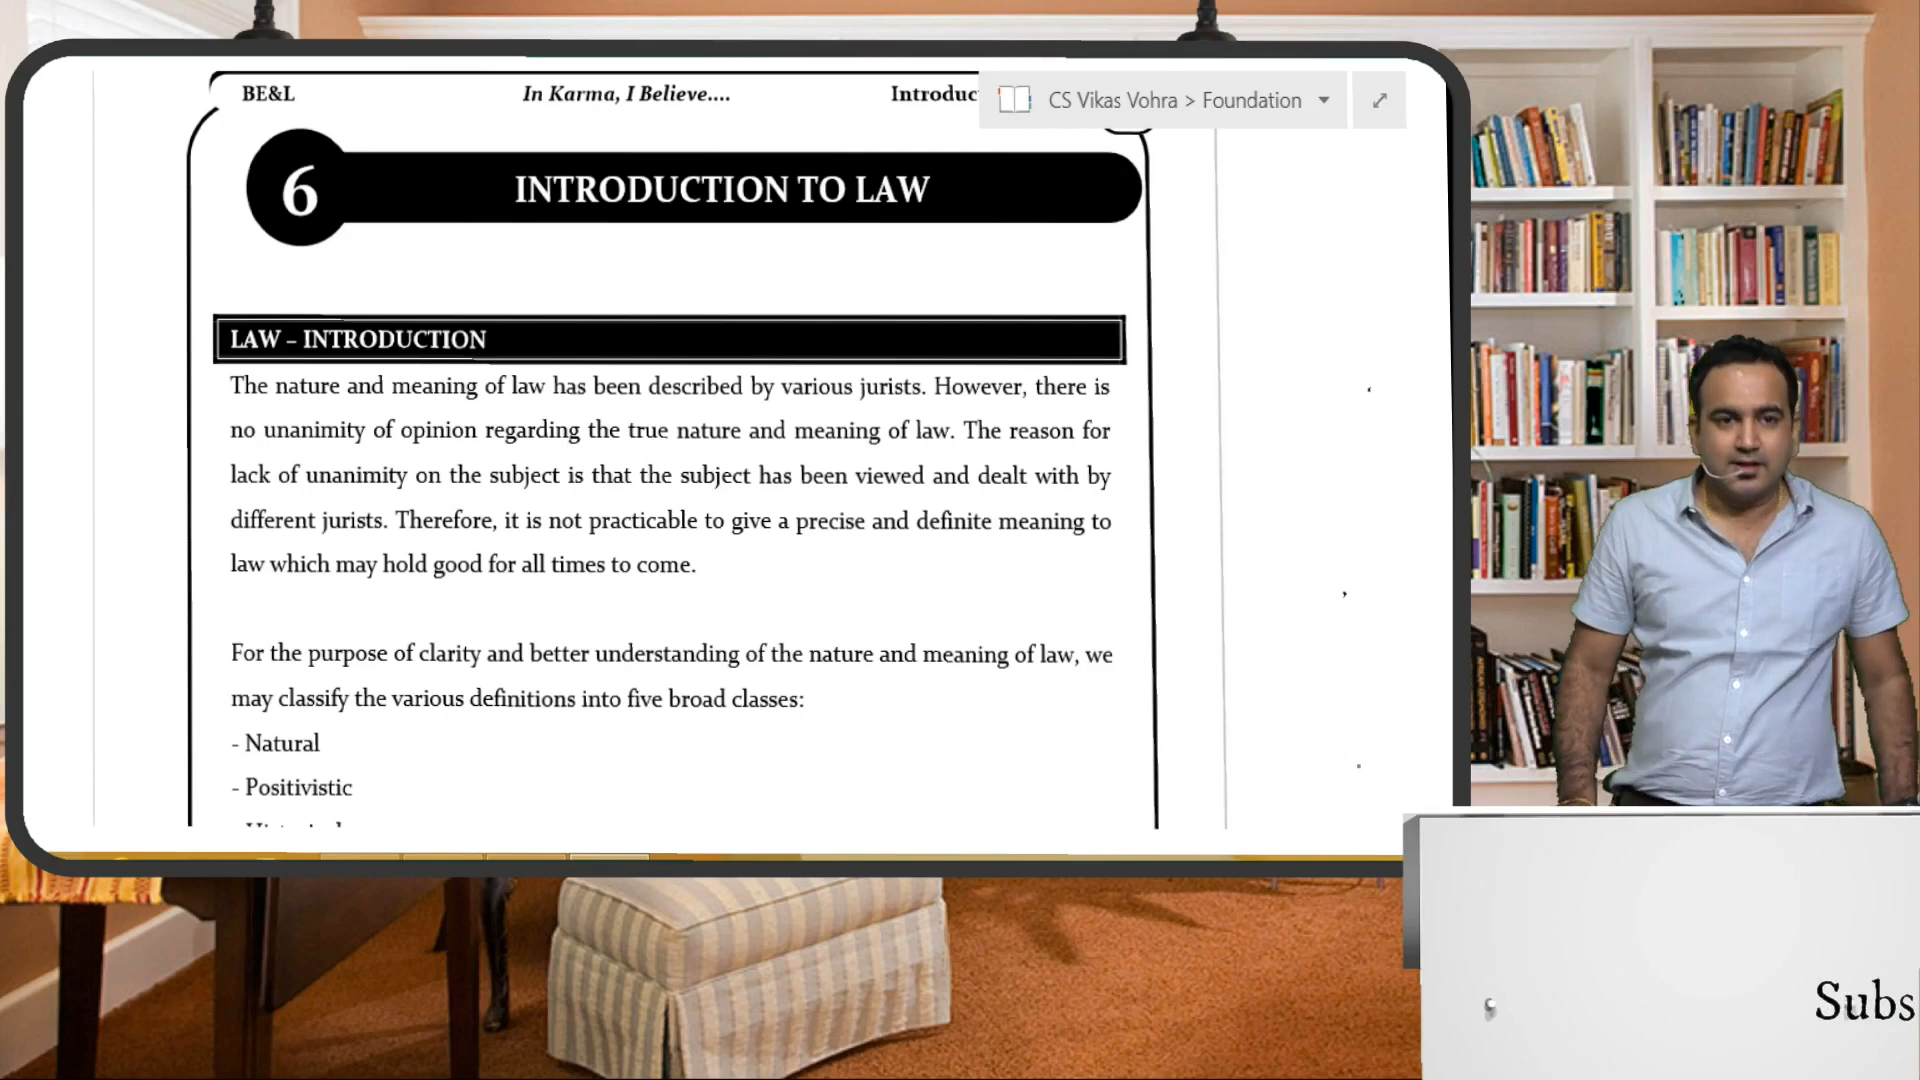 BE&L In Karma, I Believe.... Introduc
CS Vikas Vohra > Foundation
6 INTRODUCTION TO LAW
LAW – INTRODUCTION
The nature and meaning of law has been described by various jurists. However, there is
no unanimity of opinion regarding the true nature and meaning of law. The reason for
lack of unanimity on the subject is that the subject has been viewed and dealt with by
different jurists. Therefore, it is not practicable to give a precise and definite meaning to
law which may hold good for all times to come.
For the purpose of clarity and better understanding of the nature and meaning of law, we
may classify the various definitions into five broad classes:
- Natural
- Positivistic
Subs